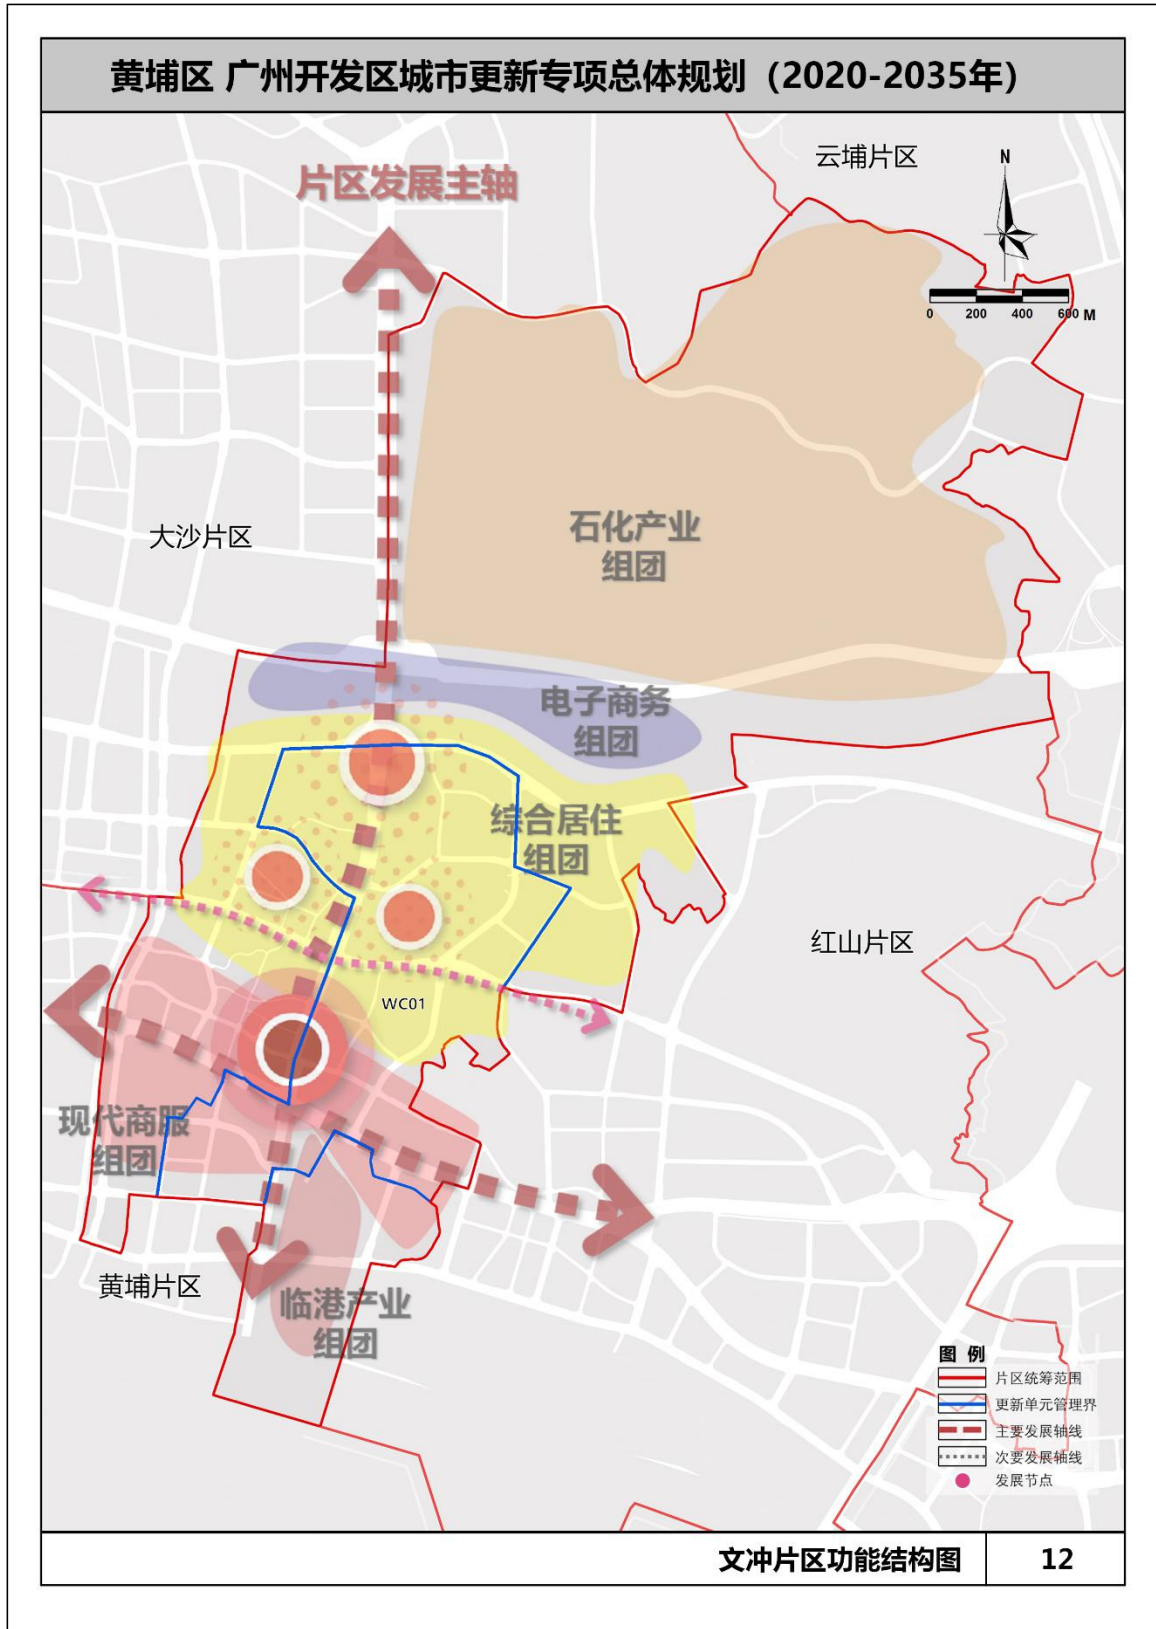 黄埔区 广州开发区城市更新专项总体规划（2020-2035年）
云埔片区
N
片区发展主轴
0 200 400 600 M
石化产业
组团
大沙片区
电子商务
组团
综合居住
组团
红山片区
WC01
现代商服
组团
黄埔片区
临港产业
组团
图 例
片区统筹范围
更新单元管理界
主要发展轴线
次要发展轴线
发展节点
文冲片区功能结构图
12